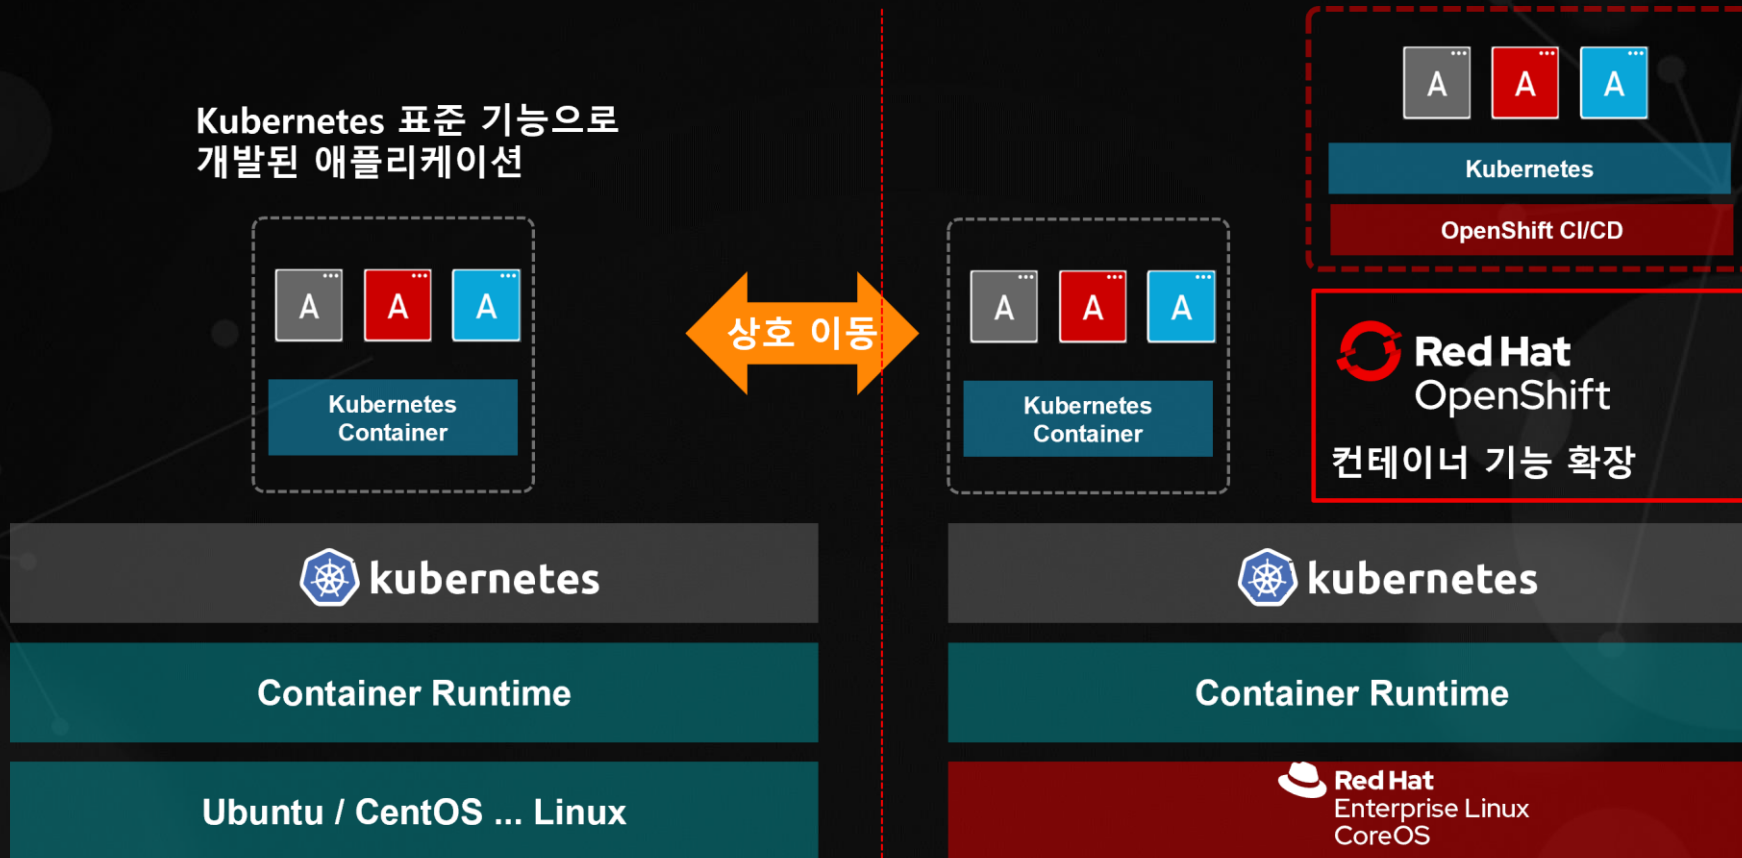 Kubernetes 표준 기능으로
개발된 애플리케이션
A A A
Kubernetes
Container
kubernetes
Container Runtime
Ubuntu / CentOS ... Linux
상호 이동
A A A
Kubernetes
Container
A A A
Kubernetes
OpenShift CI/CD
Red Hat
OpenShift
컨테이너 기능 확장
kubernetes
Container Runtime
Red Hat
Enterprise Linux
CoreOS